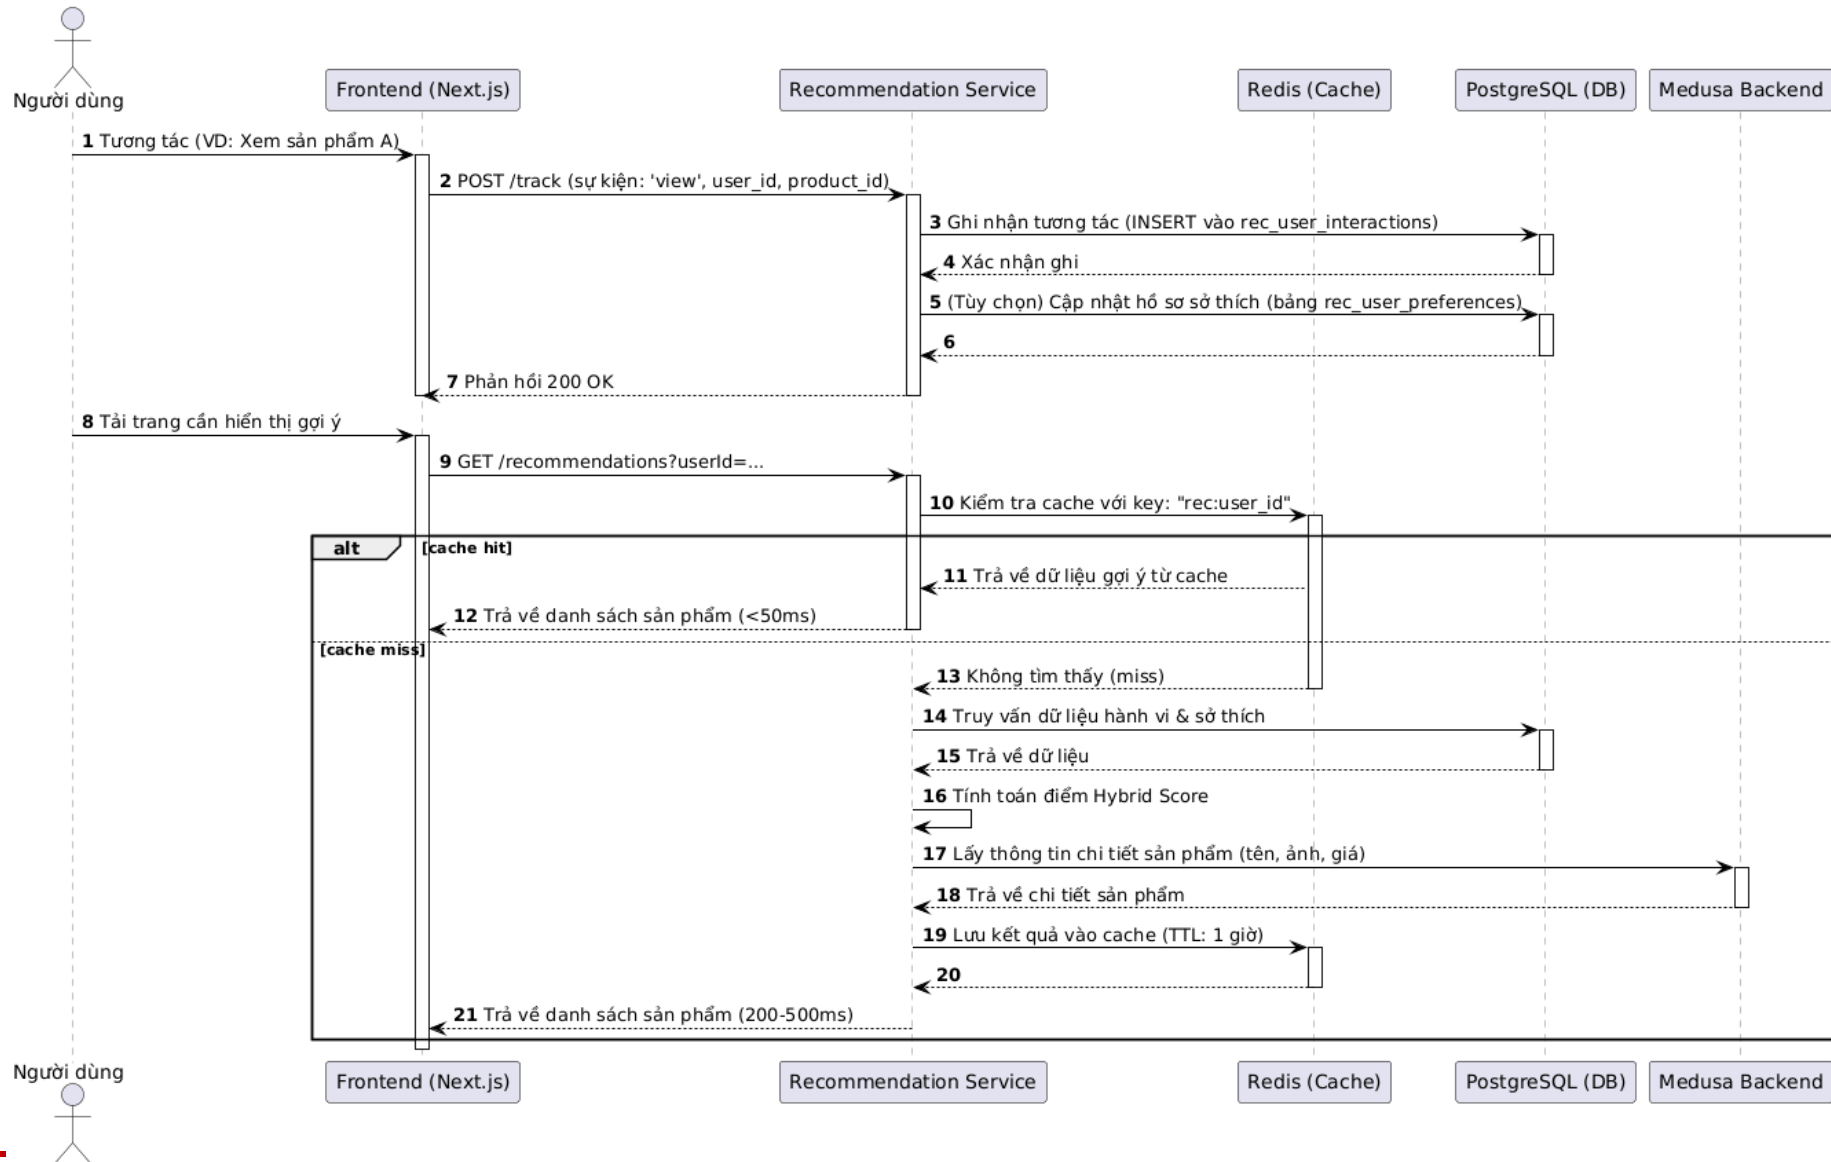 Người dùng
Frontend (Next.js)
Recommendation Service
Redis (Cache)
PostgreSQL (DB)
Medusa Backend
1 Tương tác (VD: Xem sản phẩm A)
2 POST /track (sự kiện: 'view', user_id, product_id)
3 Ghi nhận tương tác (INSERT vào rec_user_interactions)
4 Xác nhận ghi
5 (Tùy chọn) Cập nhật hồ sơ sở thích (bảng rec_user_preferences)
6
7 Phản hồi 200 OK
8 Tải trang cần hiển thị gợi ý
9 GET /recommendations?userId=...
10 Kiểm tra cache với key: "rec:user_id"
alt [cache hit]
11 Trả về dữ liệu gợi ý từ cache
12 Trả về danh sách sản phẩm (<50ms)
[cache miss]
13 Không tìm thấy (miss)
14 Truy vấn dữ liệu hành vi & sở thích
15 Trả về dữ liệu
16 Tính toán điểm Hybrid Score
17 Lấy thông tin chi tiết sản phẩm (tên, ảnh, giá)
18 Trả về chi tiết sản phẩm
19 Lưu kết quả vào cache (TTL: 1 giờ)
20
21 Trả về danh sách sản phẩm (200-500ms)
Người dùng
Frontend (Next.js)
Recommendation Service
Redis (Cache)
PostgreSQL (DB)
Medusa Backend